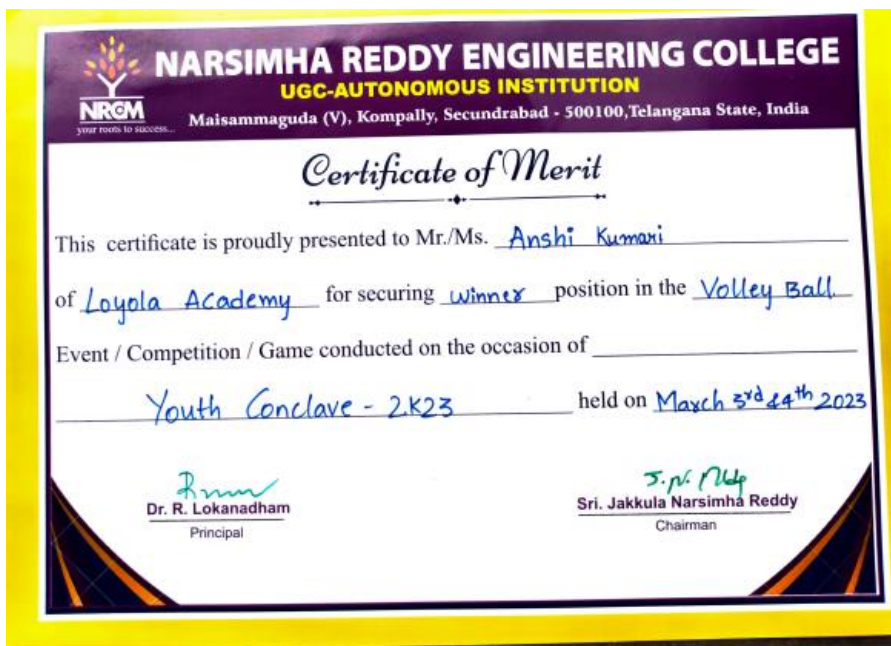 NARSIMHA REDDY ENGINEERING COLLEGE
UGC-AUTONOMOUS INSTITUTION
NRCM
your roots to success...
Maisammaguda (V), Kompally, Secundrabad - 500100,Telangana State, India
Certificate of Merit
This certificate is proudly presented to Mr./Ms. Anshi Kumari
of Loyola Academy for securing winner position in the Volley Ball
Event / Competition / Game conducted on the occasion of
Youth Conclave - 2K23 held on March 3rd &4th 2023
Dr. R. Lokanadham
Principal
Sri. Jakkula Narsimha Reddy
Chairman